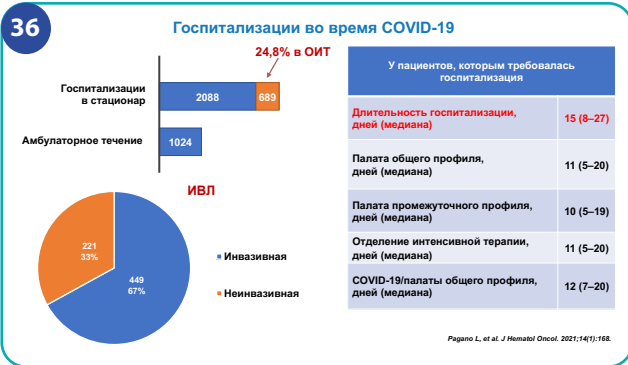 36
Госпитализации во время COVID-19
24,8% в ОИТ
Госпитализации
в стационар
2088
689
Амбулаторное течение
1024
ИВЛ
221
33%
449
67%
Инвазивная
Неинвазивная
У пациентов, которым требовалась
госпитализация
Длительность госпитализации,
дней (медиана)
15 (8–27)
Палата общего профиля,
дней (медиана)
11 (5–20)
Палата промежуточного профиля,
дней (медиана)
10 (5–19)
Отделение интенсивной терапии,
дней (медиана)
11 (5–20)
COVID-19/палаты общего профиля,
дней (медиана)
12 (7–20)
Pagano L, et al. J Hematol Oncol. 2021;14(1):168.